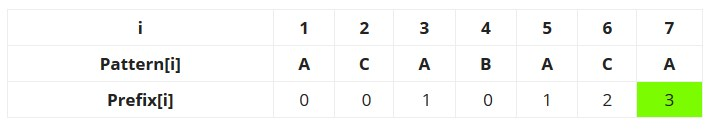 i 1 2 3 4 5 6 7
Pattern[i] A C A B A C A
Prefix[i] 0 0 1 0 1 2 3